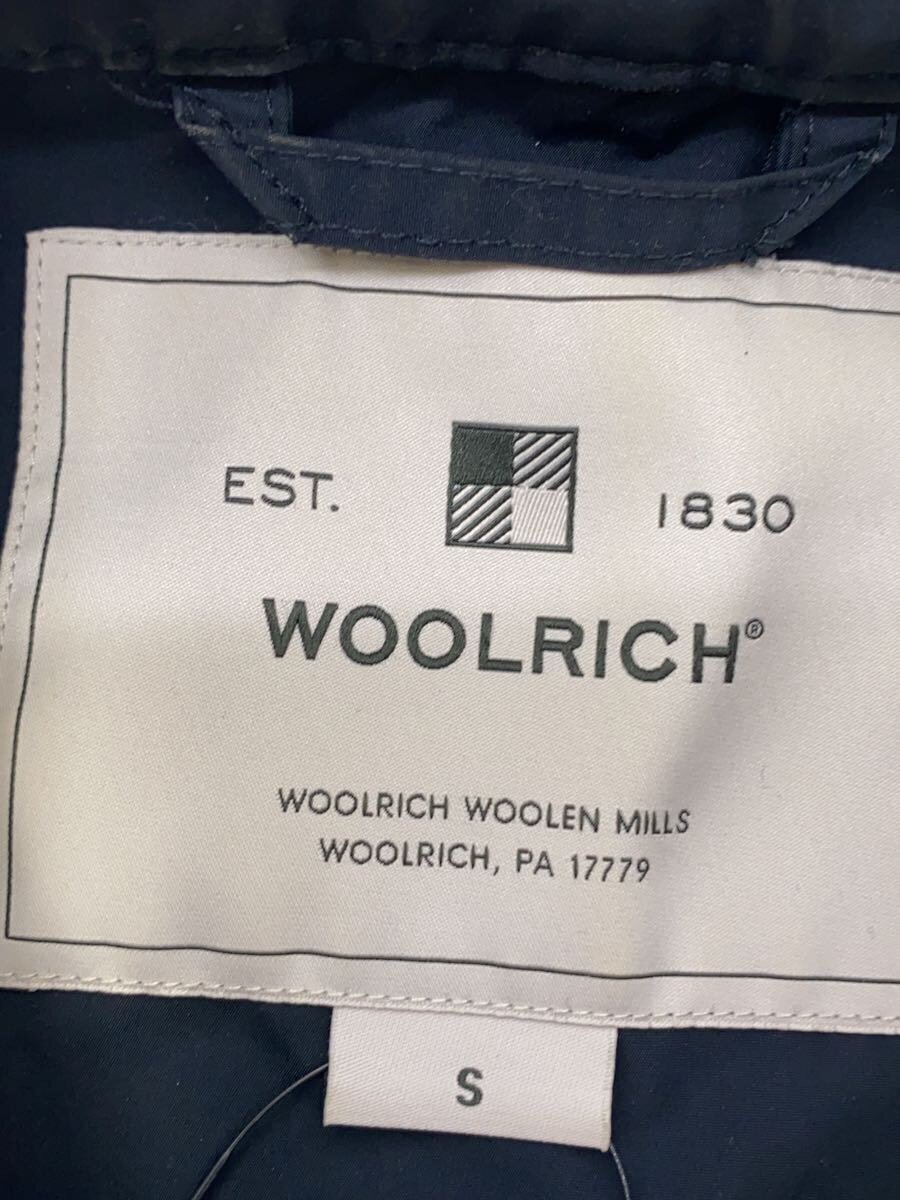 EST. 1830
WOOLRICH®
WOOLRICH WOOLEN MILLS
WOOLRICH, PA 17779
S